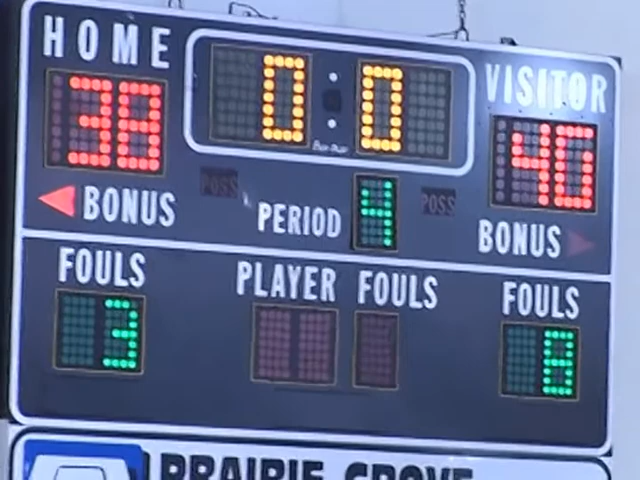 HOME
0:0
VISITOR
38
40
POSS
POSS
BONUS
PERIOD 4
BONUS
FOULS
PLAYER FOULS
FOULS
3
8
PRAIRIE GROVE